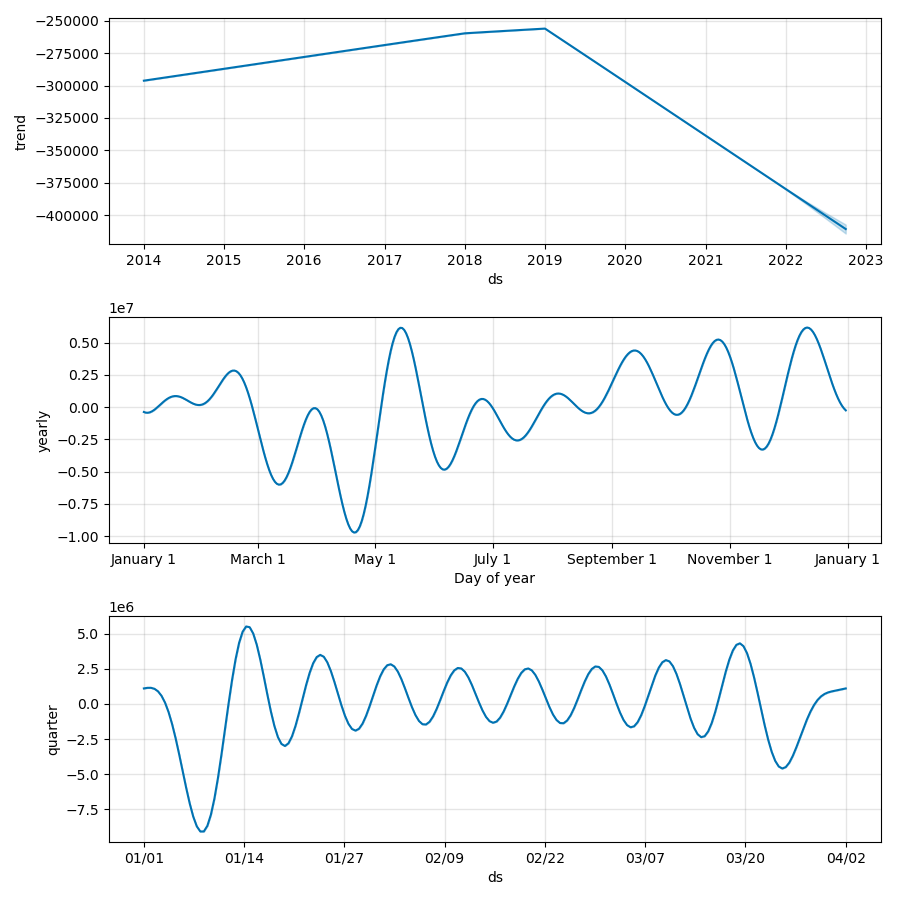 −250000
−275000
−300000
−325000
−350000
−375000
−400000
trend
2014 2015 2016 2017 2018 2019 2020 2021 2022 2023
ds
1e7
0.50
0.25
0.00
−0.25
−0.50
−0.75
−1.00
yearly
January 1 March 1 May 1 July 1 September 1 November 1 January 1
Day of year
1e6
5.0
2.5
0.0
−2.5
−5.0
−7.5
quarter
01/01 01/14 01/27 02/09 02/22 03/07 03/20 04/02
ds